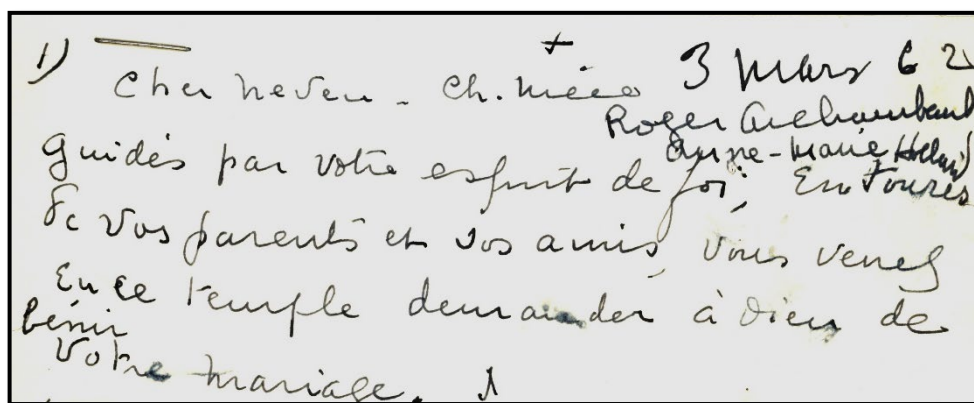 1)
+
3 Mars 62
Cher neveu - Ch. nièce
Roger Archambault
Anne-Marie
Guidés par votre esprit de foi, Entourés
de vos parents et vos amis, vous venez
En ce temple demander à Dieu de
bénir
Votre mariage.